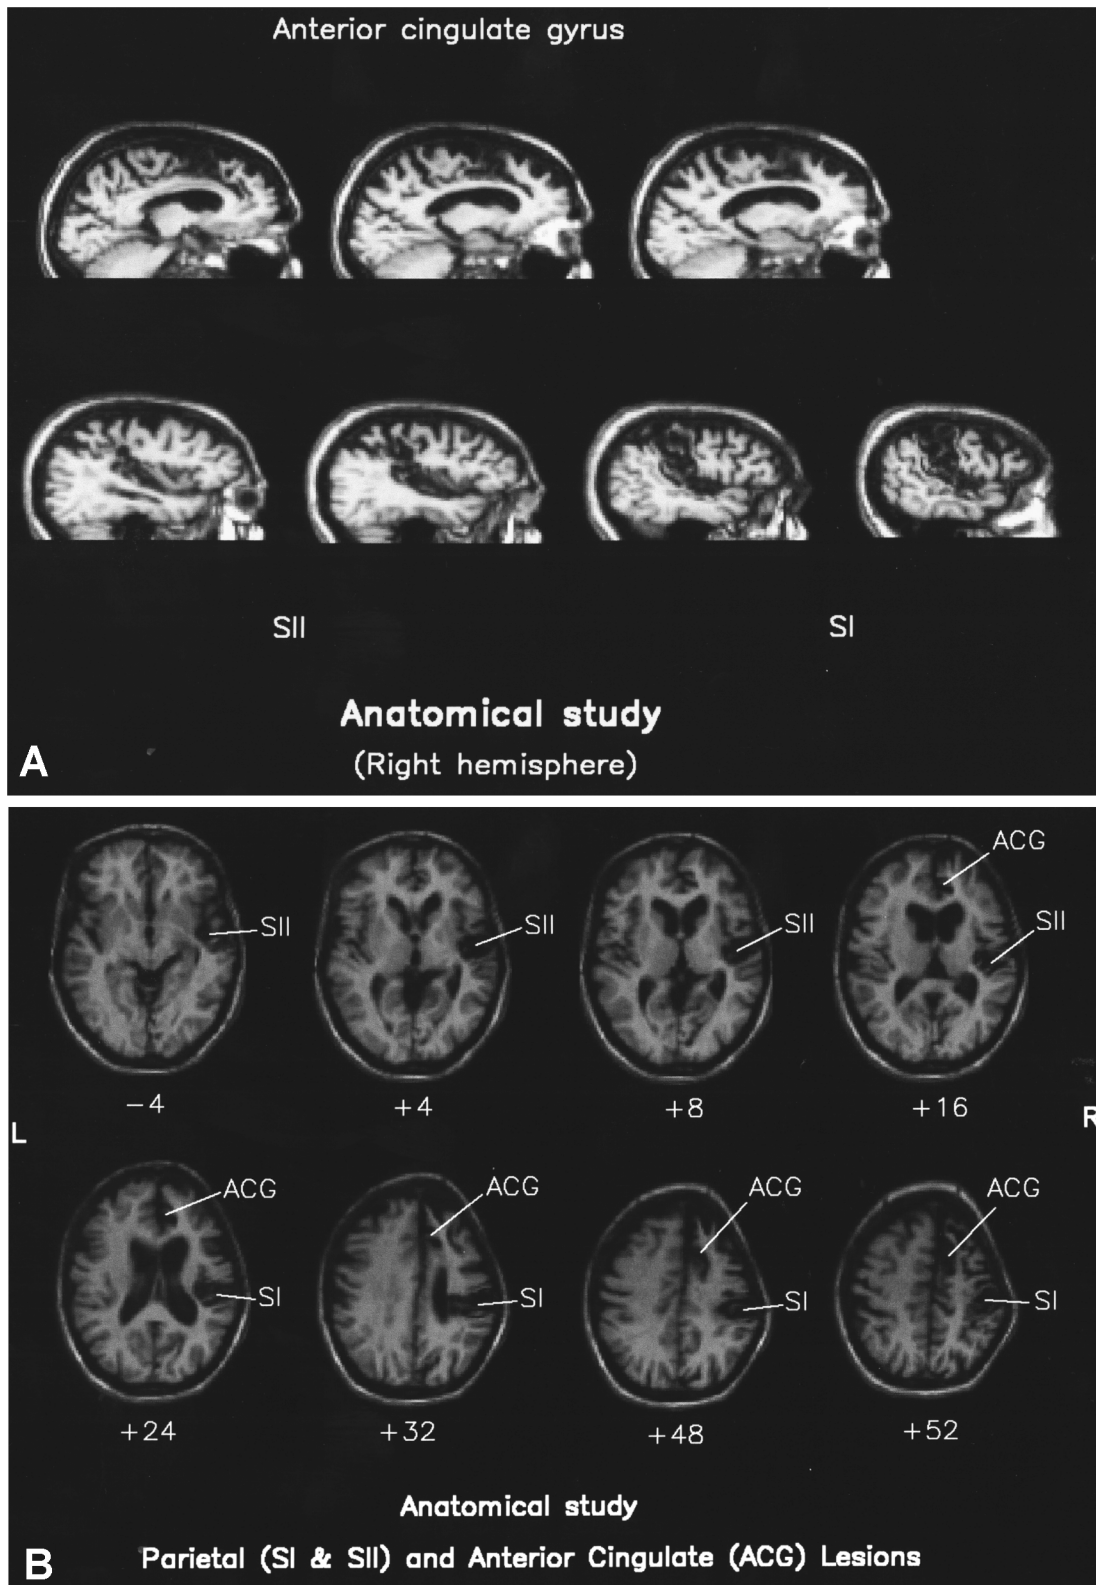 Anterior cingulate gyrus
SII SI
Anatomical study
(Right hemisphere)
A
ACG
SII SII SII SII
-4 +4 +8 +16
L R
ACG ACG ACG ACG
SI SI SI SI
+24 +32 +48 +52
Anatomical study
Parietal (SI & SII) and Anterior Cingulate (ACG) Lesions
B